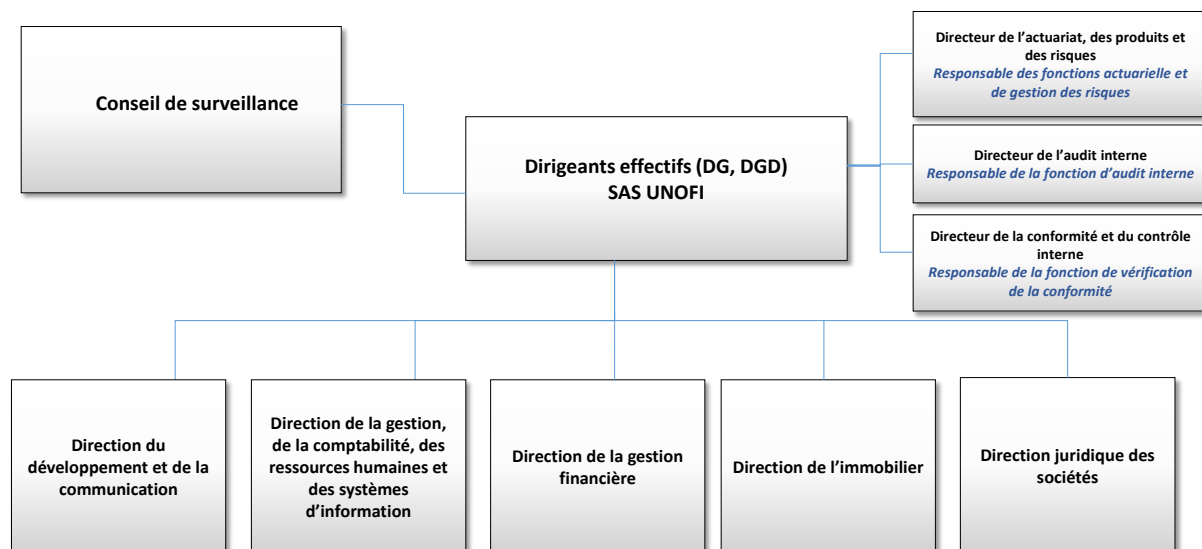 Conseil de surveillance
Dirigeants effectifs (DG, DGD)
SAS UNOFI
Directeur de l’actuariat, des produits et
des risques
Responsable des fonctions actuarielle et
de gestion des risques
Directeur de l’audit interne
Responsable de la fonction d’audit interne
Directeur de la conformité et du contrôle
interne
Responsable de la fonction de vérification
de la conformité
Direction du
développement et de la
communication
Direction de la gestion,
de la comptabilité, des
ressources humaines et
des systèmes
d’information
Direction de la gestion
financière
Direction de l’immobilier
Direction juridique des
sociétés